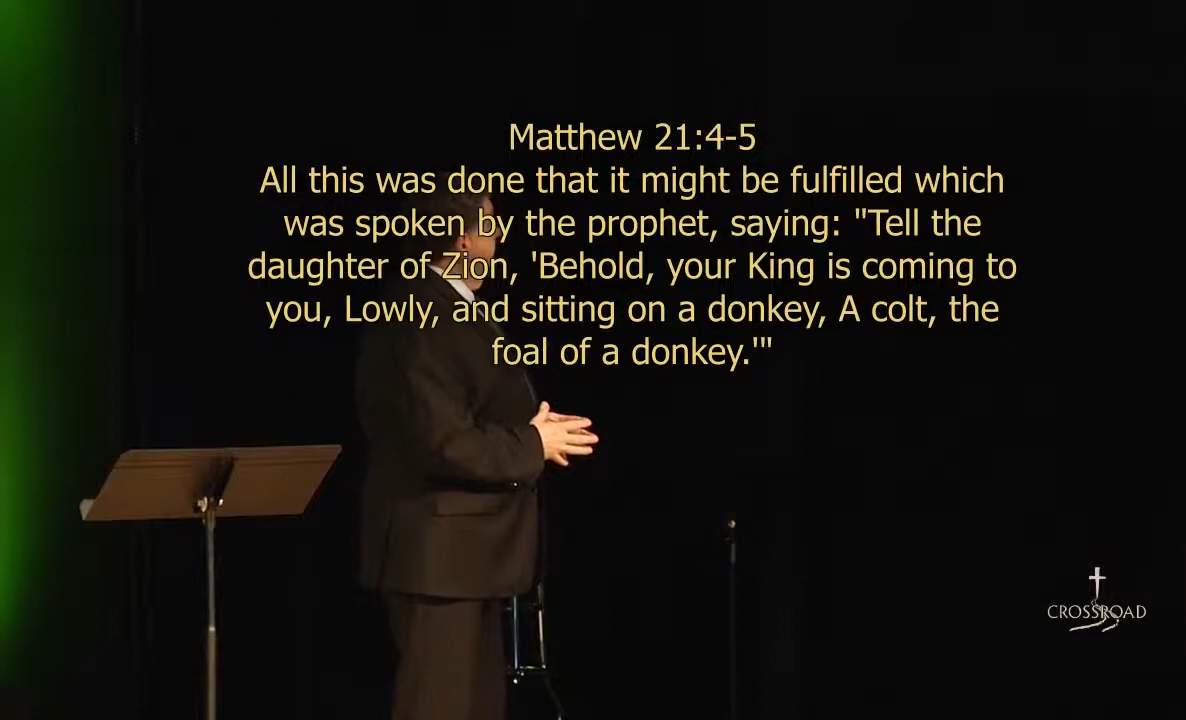 Matthew 21:4-5
All this was done that it might be fulfilled which
was spoken by the prophet, saying: "Tell the
daughter of Zion, 'Behold, your King is coming to
you, Lowly, and sitting on a donkey, A colt, the
foal of a donkey.'"
CROSSROAD